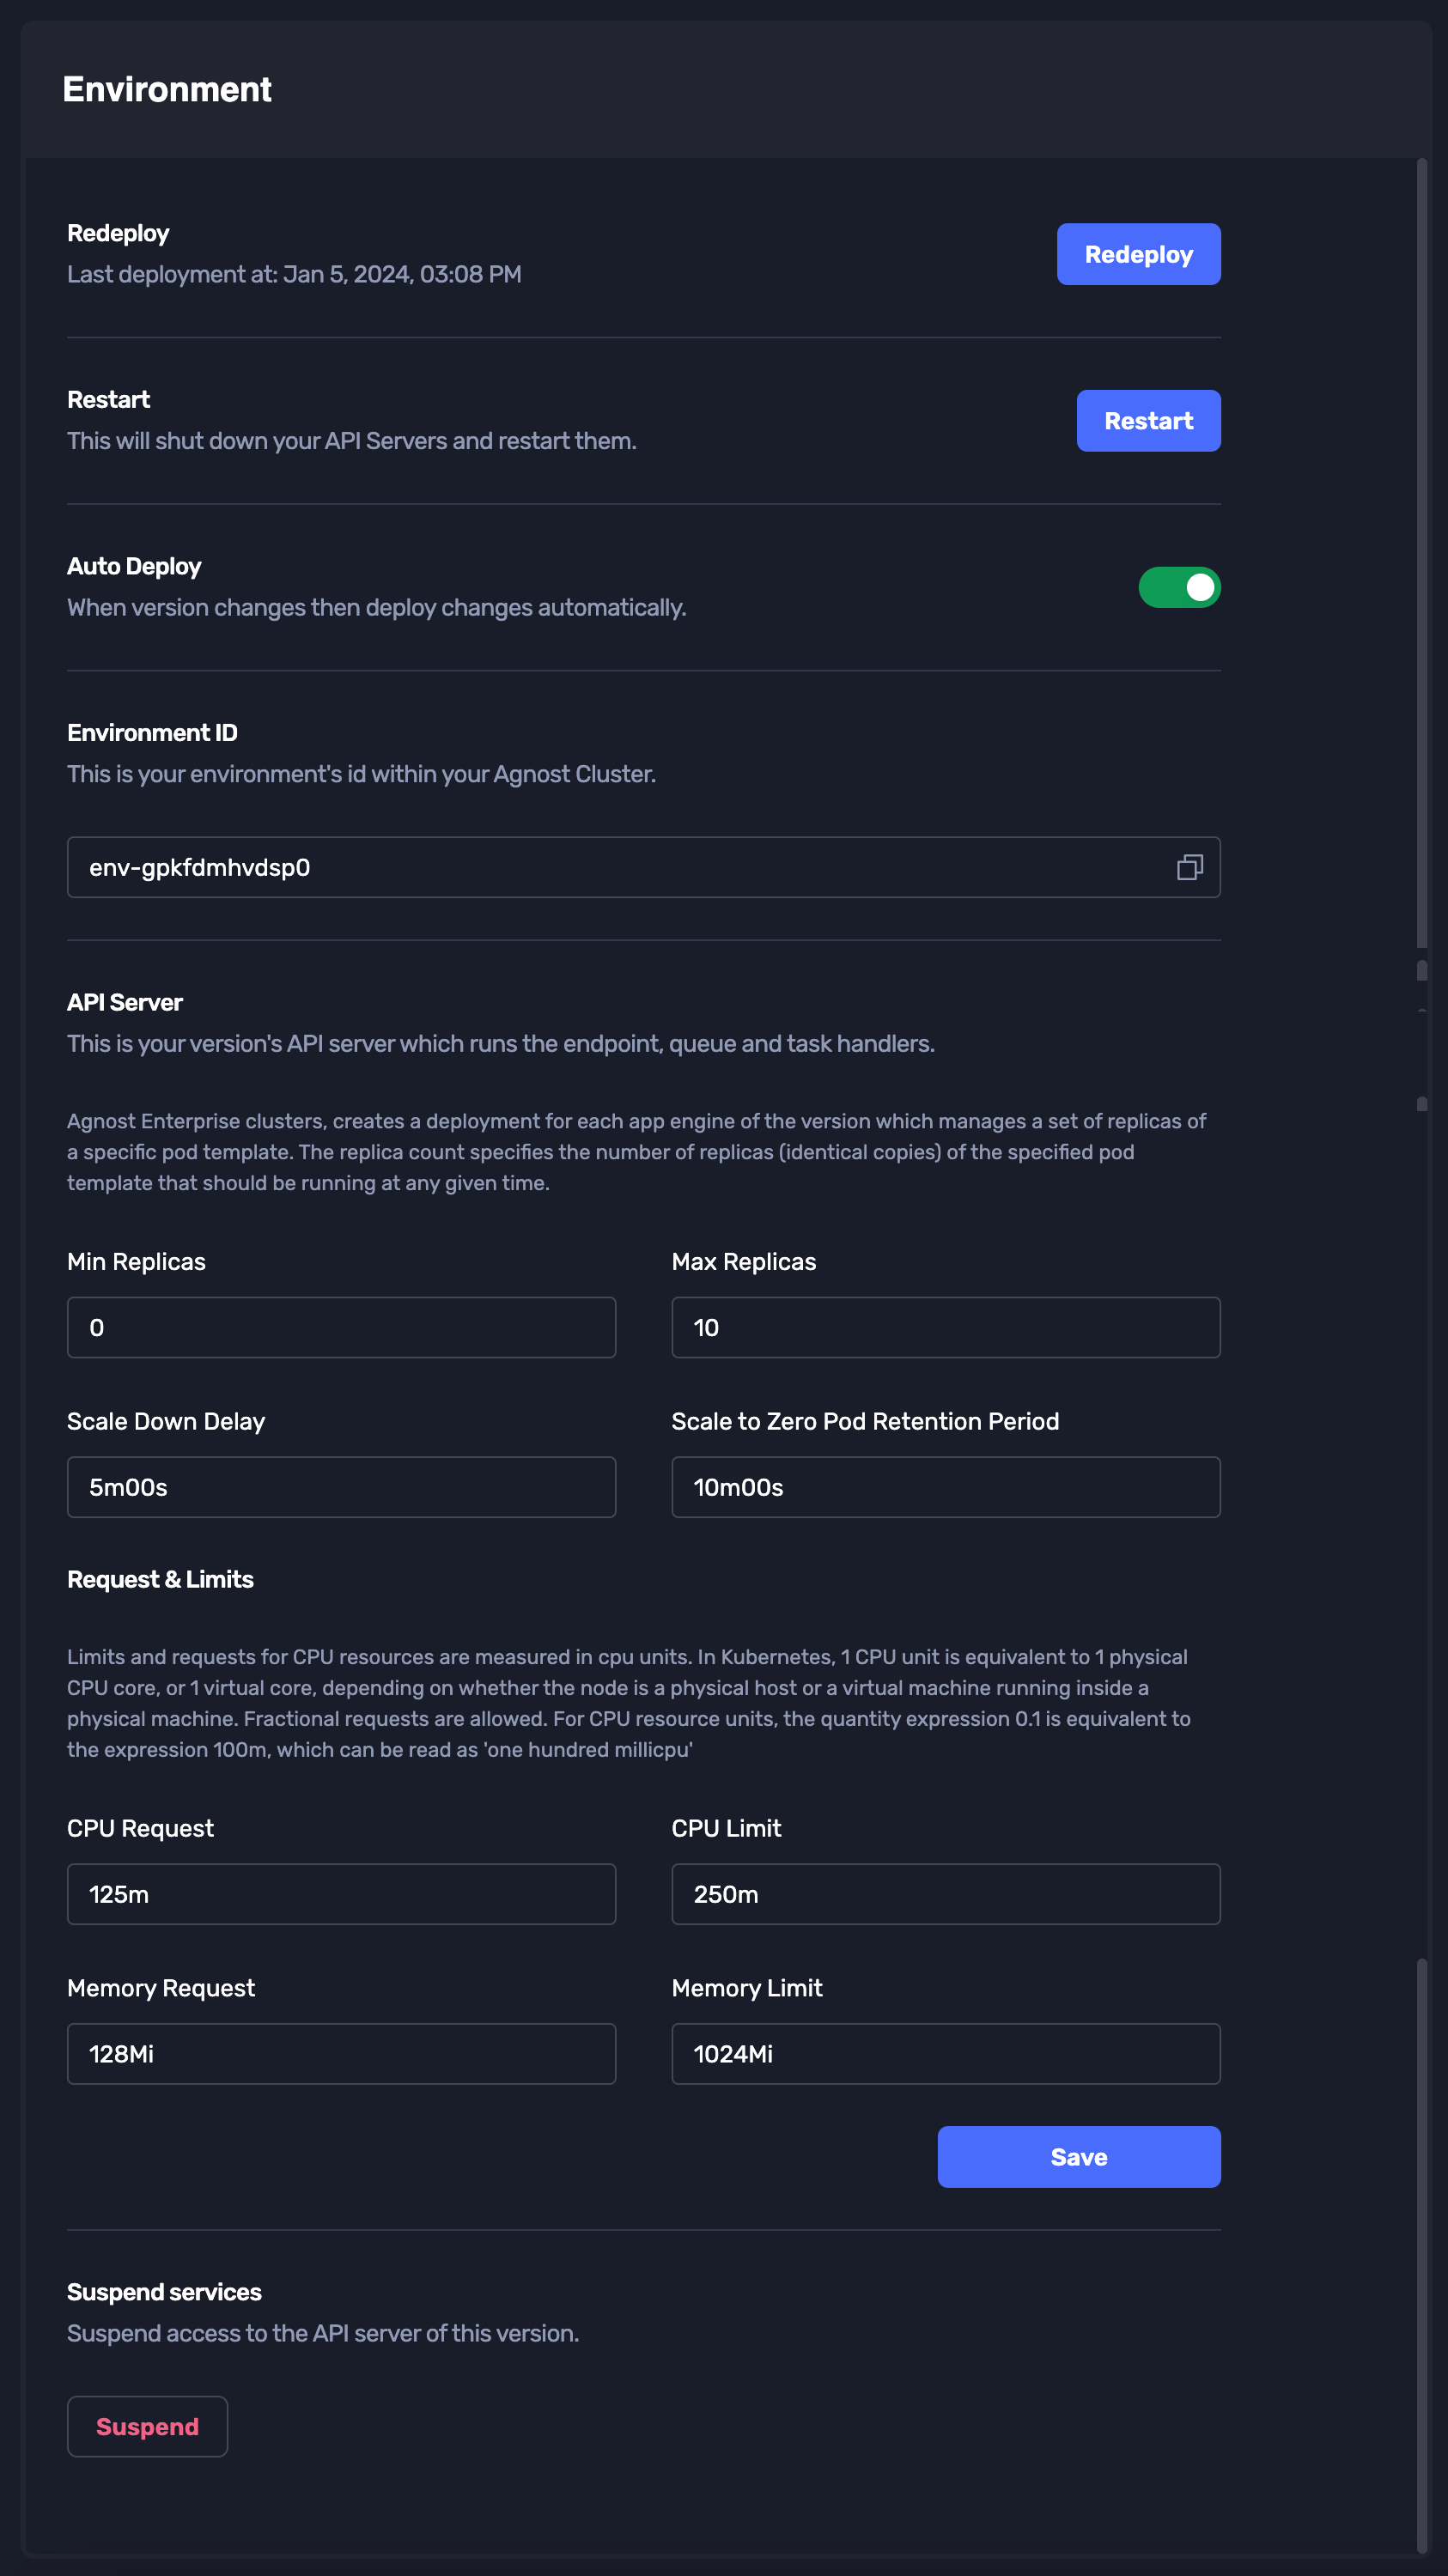 Environment
Redeploy
Last deployment at: Jan 5, 2024, 03:08 PM
Redeploy
Restart
This will shut down your API Servers and restart them.
Restart
Auto Deploy
When version changes then deploy changes automatically.
Environment ID
This is your environment's id within your Agnost Cluster.
env-gpkfdmhvdsp0
API Server
This is your version's API server which runs the endpoint, queue and task handlers.
Agnost Enterprise clusters, creates a deployment for each app engine of the version which manages a set of replicas of
a specific pod template. The replica count specifies the number of replicas (identical copies) of the specified pod
template that should be running at any given time.
Min Replicas
0
Max Replicas
10
Scale Down Delay
5m00s
Scale to Zero Pod Retention Period
10m00s
Request & Limits
Limits and requests for CPU resources are measured in cpu units. In Kubernetes, 1 CPU unit is equivalent to 1 physical
CPU core, or 1 virtual core, depending on whether the node is a physical host or a virtual machine running inside a
physical machine. Fractional requests are allowed. For CPU resource units, the quantity expression 0.1 is equivalent to
the expression 100m, which can be read as 'one hundred millicpu'
CPU Request
125m
CPU Limit
250m
Memory Request
128Mi
Memory Limit
1024Mi
Save
Suspend services
Suspend access to the API server of this version.
Suspend